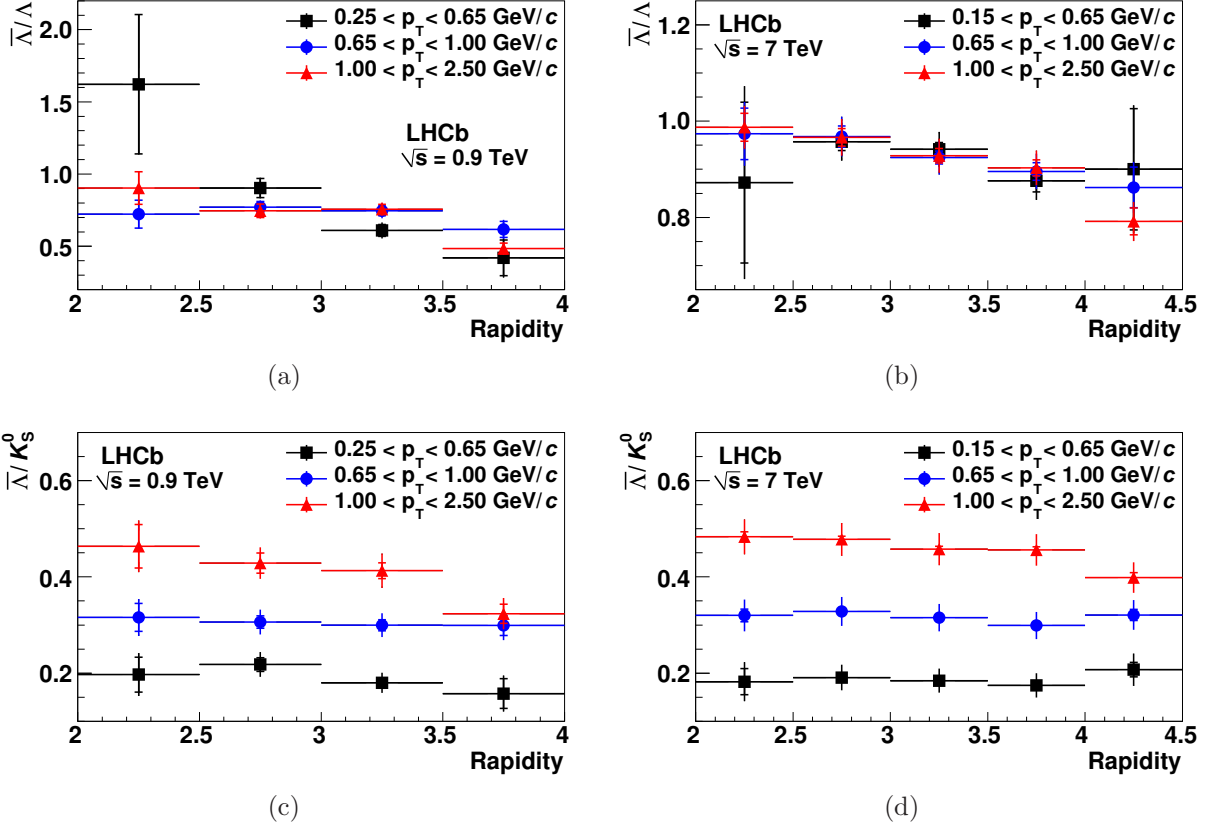 Λ̅ / Λ
2.0
1.5
1.0
0.5
0.25 < p_T < 0.65 GeV/c
0.65 < p_T < 1.00 GeV/c
1.00 < p_T < 2.50 GeV/c
LHCb
√s = 0.9 TeV
2 2.5 3 3.5 4
Rapidity
(a)
Λ̅ / Λ
1.2
1.0
0.8
LHCb
√s = 7 TeV
0.15 < p_T < 0.65 GeV/c
0.65 < p_T < 1.00 GeV/c
1.00 < p_T < 2.50 GeV/c
2 2.5 3 3.5 4 4.5
Rapidity
(b)
Λ̅ / K⁰_S
0.6
0.4
0.2
LHCb
√s = 0.9 TeV
0.25 < p_T < 0.65 GeV/c
0.65 < p_T < 1.00 GeV/c
1.00 < p_T < 2.50 GeV/c
2 2.5 3 3.5 4
Rapidity
(c)
Λ̅ / K⁰_S
0.6
0.4
0.2
LHCb
√s = 7 TeV
0.15 < p_T < 0.65 GeV/c
0.65 < p_T < 1.00 GeV/c
1.00 < p_T < 2.50 GeV/c
2 2.5 3 3.5 4 4.5
Rapidity
(d)